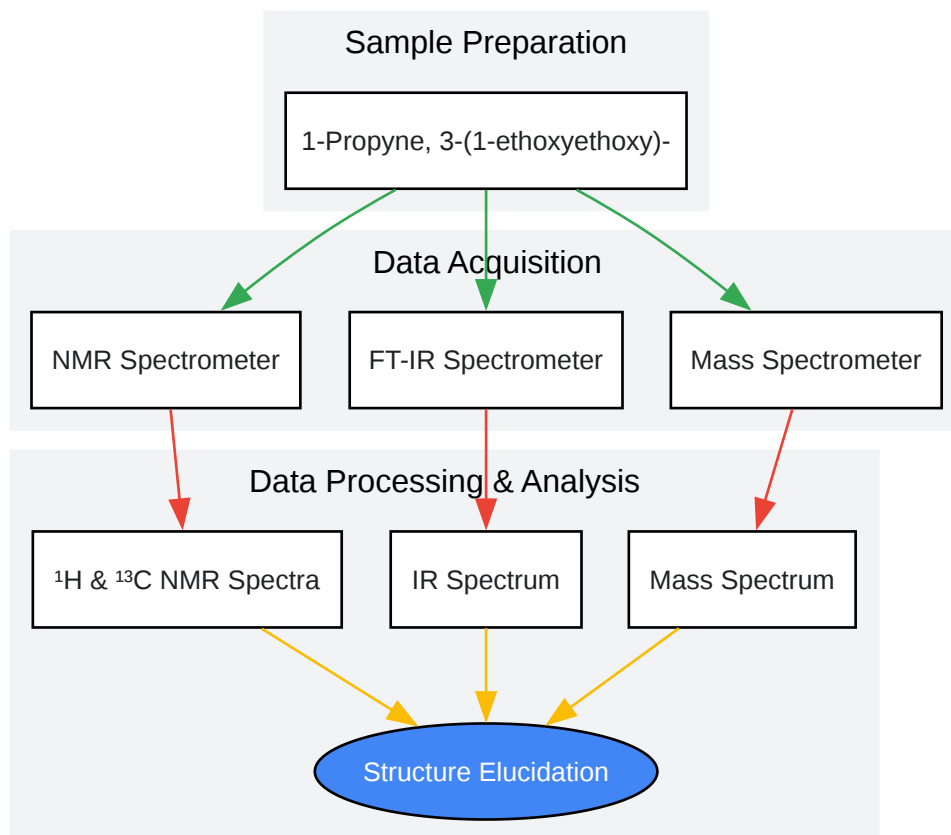 Sample Preparation
1-Propyne, 3-(1-ethoxyethoxy)-
Data Acquisition
NMR Spectrometer
FT-IR Spectrometer
Mass Spectrometer
Data Processing & Analysis
¹H & ¹³C NMR Spectra
IR Spectrum
Mass Spectrum
Structure Elucidation